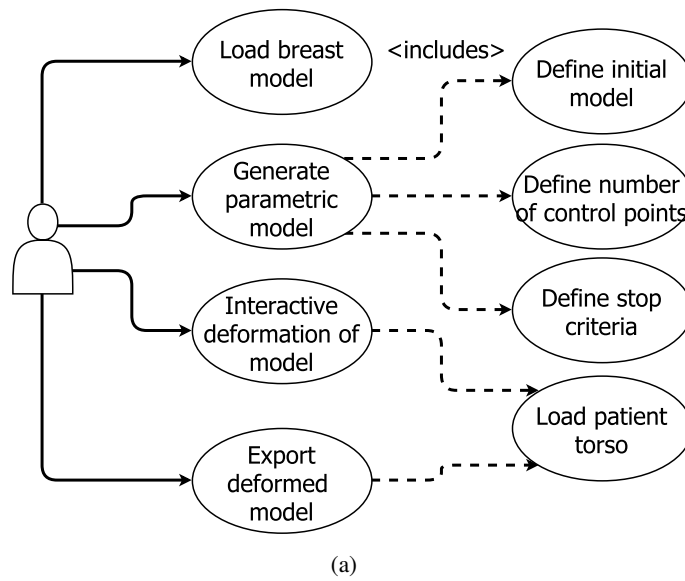 Load breast
model
<includes>
Define initial
model
Generate
parametric
model
Define number
of control points
Interactive
deformation of
model
Define stop
criteria
Load patient
torso
Export
deformed
model
(a)